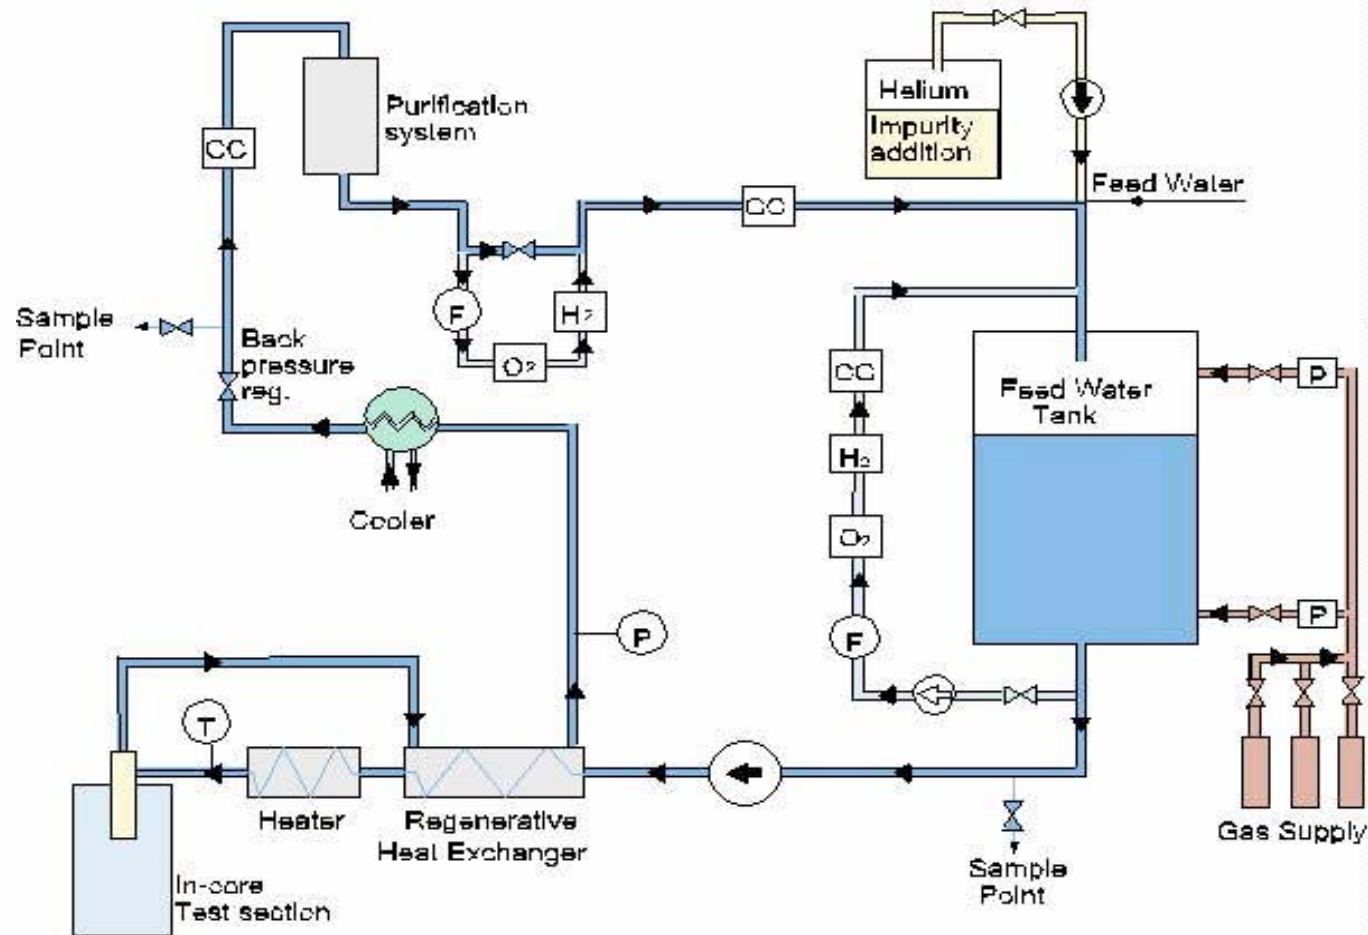 Purification
system
CC
Helium
Impurity
addition
Feed Water
CC
Sample
Point
Back
pressure
reg.
F
H2
O2
CC
Feed Water
Tank
P
H2
Cooler
O2
P
F
P
T
Heater
Regenerative
Heat Exchanger
Gas Supply
Sample
Point
In-core
Test section